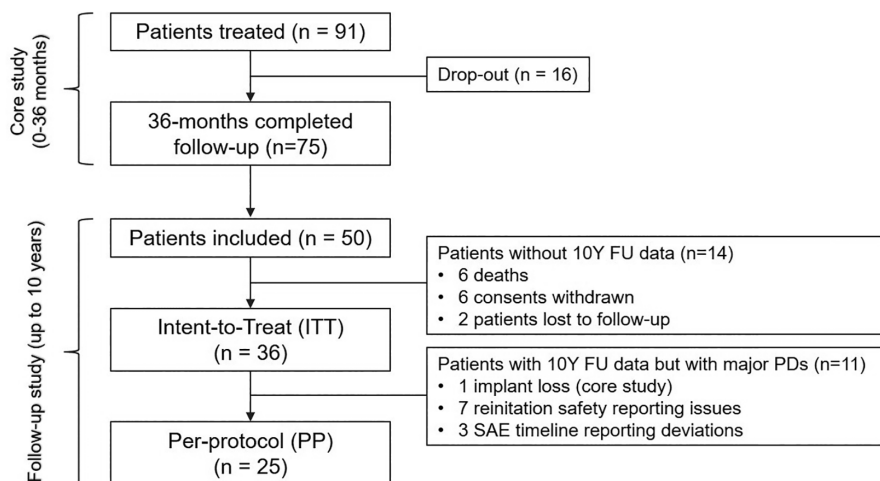 Core study
(0-36 months)
Patients treated (n = 91)
Drop-out (n = 16)
36-months completed
follow-up (n=75)
Follow-up study (up to 10 years)
Patients included (n = 50)
Patients without 10Y FU data (n=14)
• 6 deaths
• 6 consents withdrawn
• 2 patients lost to follow-up
Intent-to-Treat (ITT)
(n = 36)
Patients with 10Y FU data but with major PDs (n=11)
• 1 implant loss (core study)
• 7 reinitation safety reporting issues
• 3 SAE timeline reporting deviations
Per-protocol (PP)
(n = 25)